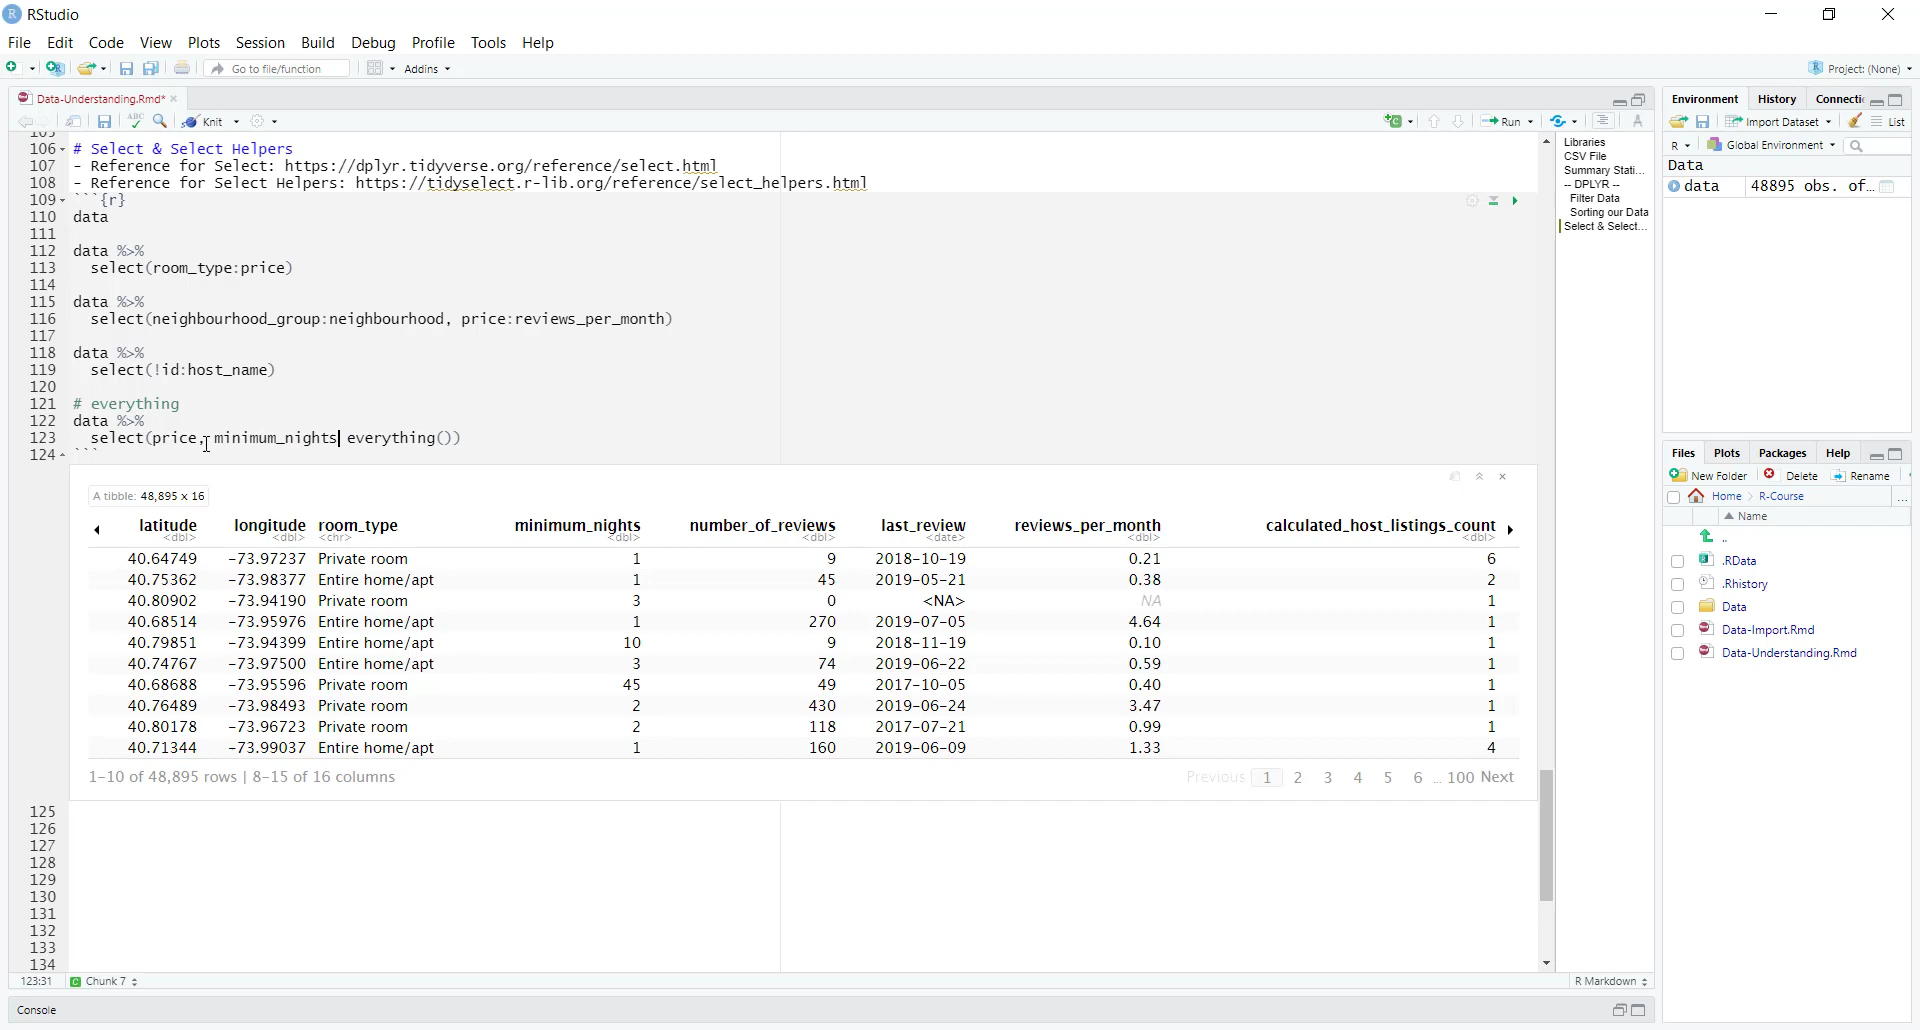 RStudio
File Edit Code View Plots Session Build Debug Profile Tools Help
Go to file/function Addins
Project: (None)
Data-Understanding.Rmd*
ABC Knit Run
105
106 # Select & Select Helpers
107 - Reference for Select: https://dplyr.tidyverse.org/reference/select.html
108 - Reference for Select Helpers: https://tidyselect.r-lib.org/reference/select_helpers.html
109 ```{r}
110 data
111
112 data %>%
113 select(room_type:price)
114
115 data %>%
116 select(neighbourhood_group:neighbourhood, price:reviews_per_month)
117
118 data %>%
119 select(!id:host_name)
120
121 # everything
122 data %>%
123 select(price, minimum_nights everything())
124 ```
A tibble: 48,895 x 16
latitude longitude room_type minimum_nights number_of_reviews last_review reviews_per_month calculated_host_listings_count
<dbl> <dbl> <chr> <dbl> <dbl> <date> <dbl> <dbl>
40.64749 -73.97237 Private room 1 9 2018-10-19 0.21 6
40.75362 -73.98377 Entire home/apt 1 45 2019-05-21 0.38 2
40.80902 -73.94190 Private room 3 0 <NA> NA 1
40.68514 -73.95976 Entire home/apt 1 270 2019-07-05 4.64 1
40.79851 -73.94399 Entire home/apt 10 9 2018-11-19 0.10 1
40.74767 -73.97500 Entire home/apt 3 74 2019-06-22 0.59 1
40.68688 -73.95596 Private room 45 49 2017-10-05 0.40 1
40.76489 -73.98493 Private room 2 430 2019-06-24 3.47 1
40.80178 -73.96723 Private room 2 118 2017-07-21 0.99 1
40.71344 -73.99037 Entire home/apt 1 160 2019-06-09 1.33 4
1-10 of 48,895 rows | 8-15 of 16 columns Previous 1 2 3 4 5 6 ... 100 Next
125
126
127
128
129
130
131
132
133
134
123:31 Chunk 7 R Markdown
Console
Libraries
CSV File
Summary Stati...
-- DPLYR --
Filter Data
Sorting our Data
Select & Select...
Environment History Connectic
Import Dataset List
R Global Environment
Data
data 48895 obs. of...
Files Plots Packages Help
New Folder Delete Rename
Home R-Course ...
Name
..
.RData
.Rhistory
Data
Data-Import.Rmd
Data-Understanding.Rmd